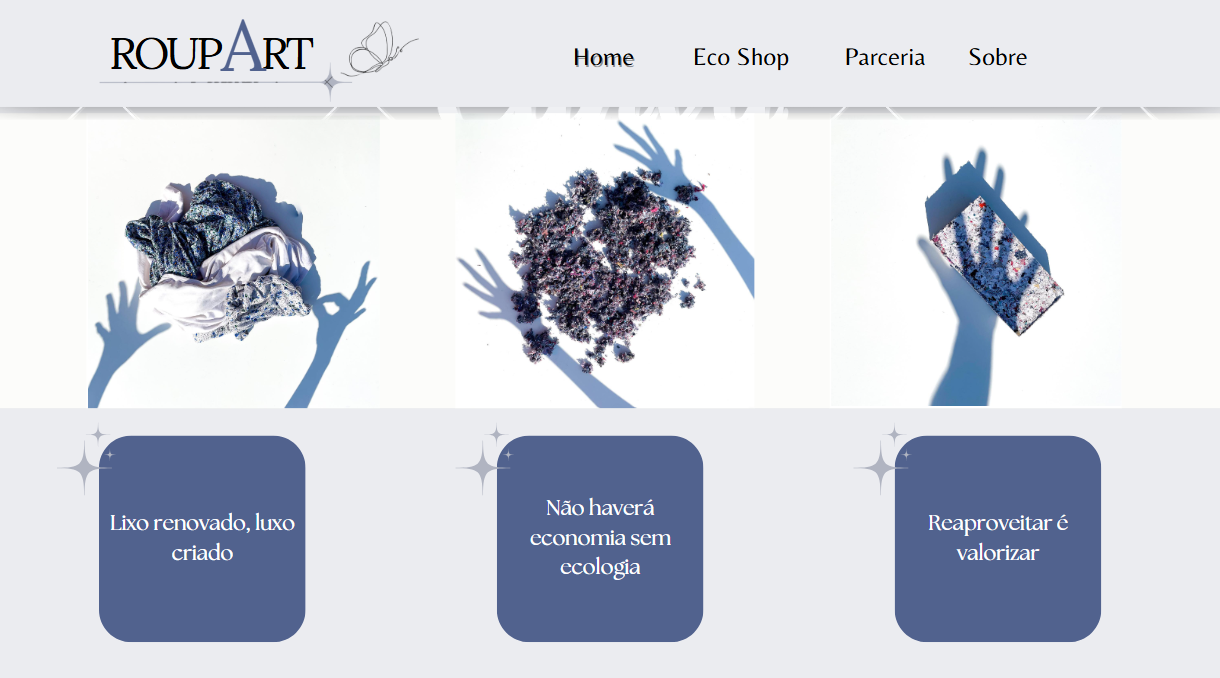 ROUPART
Home Eco Shop Parceria Sobre
Lixo renovado, luxo
criado
Não haverá
economia sem
ecologia
Reaproveitar é
valorizar